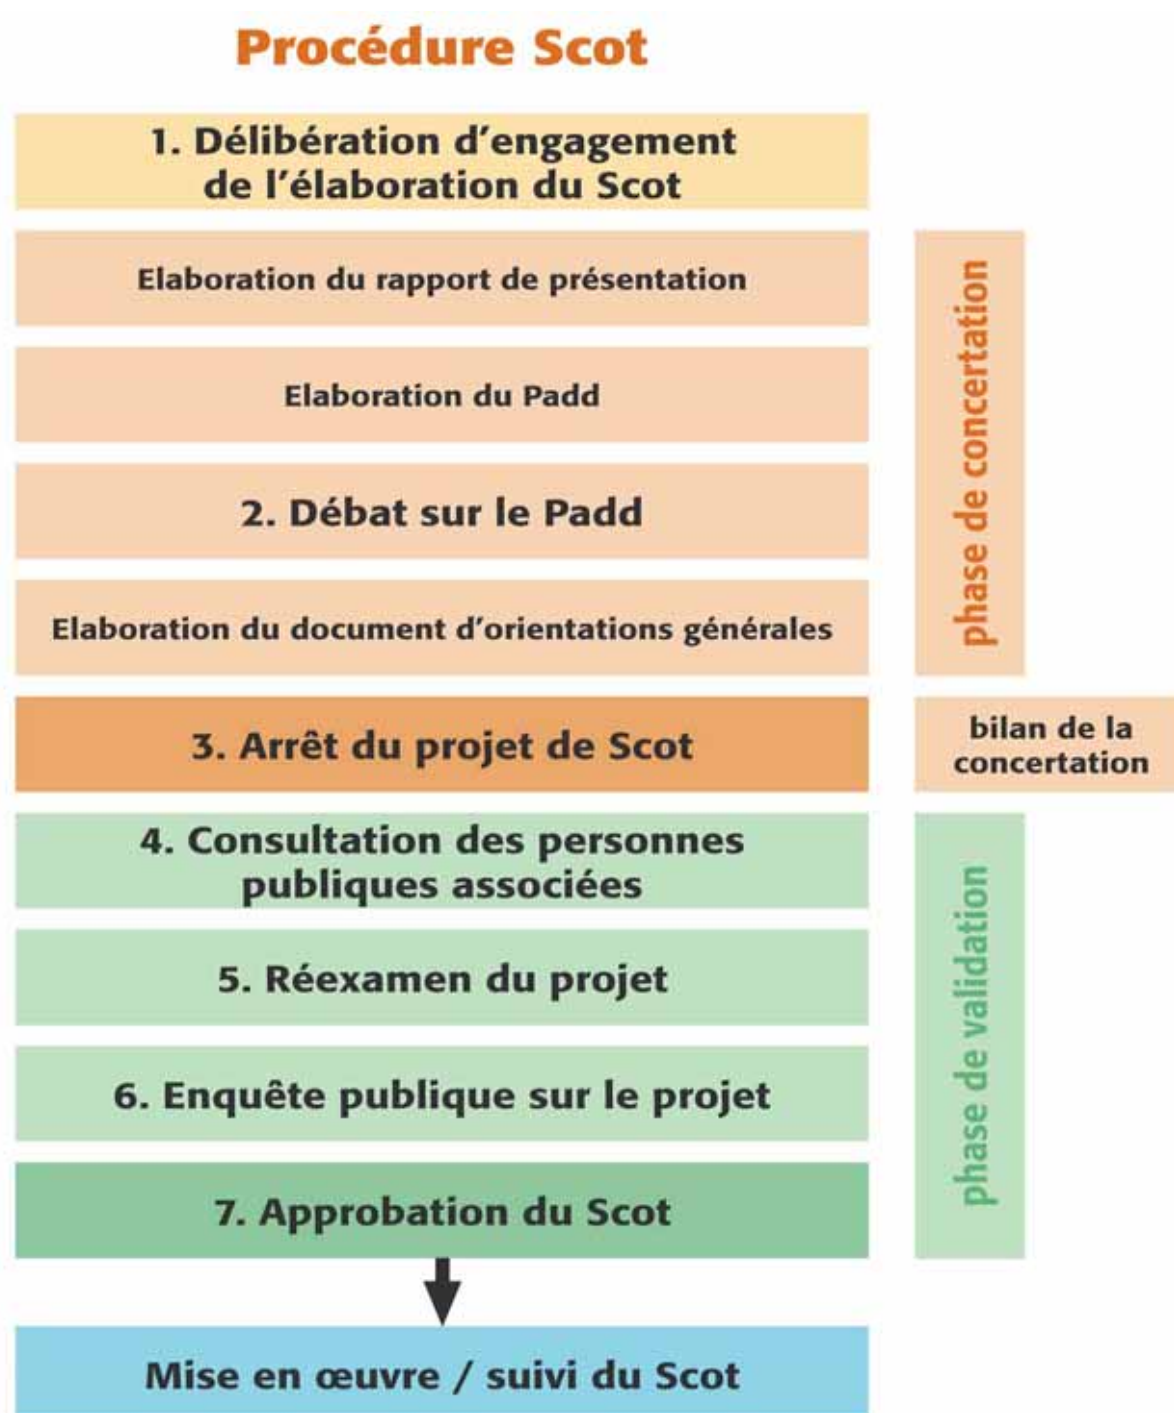 Procédure Scot
1. Délibération d’engagement
de l’élaboration du Scot
Elaboration du rapport de présentation
Elaboration du Padd
2. Débat sur le Padd
Elaboration du document d’orientations générales
phase de concertation
3. Arrêt du projet de Scot
bilan de la
concertation
4. Consultation des personnes
publiques associées
5. Réexamen du projet
6. Enquête publique sur le projet
7. Approbation du Scot
phase de validation
Mise en œuvre / suivi du Scot